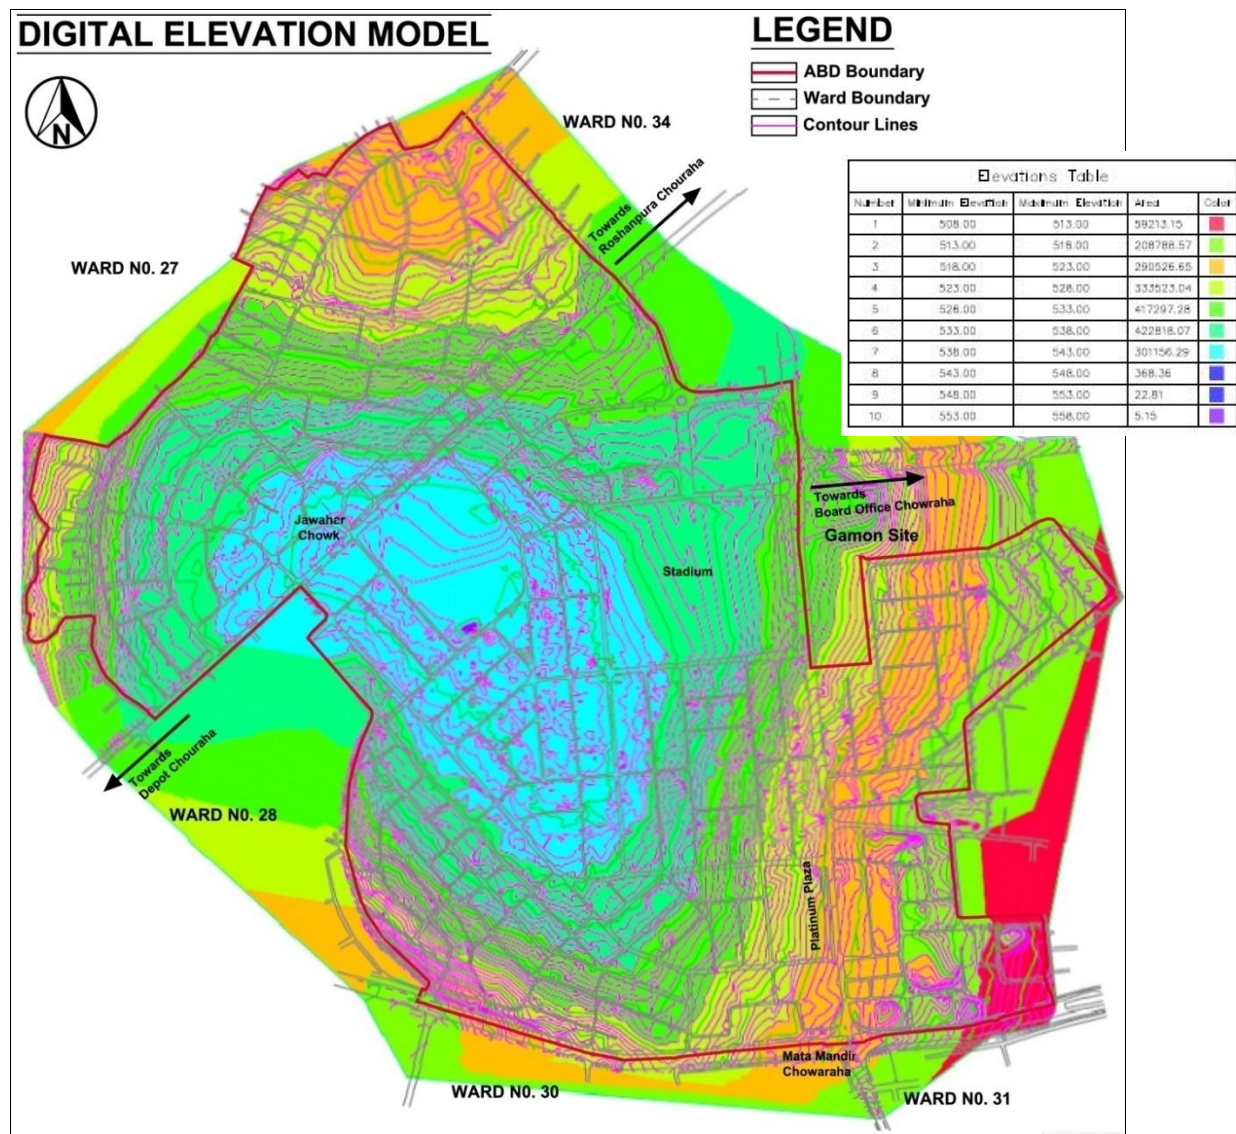 DIGITAL ELEVATION MODEL
LEGEND
ABD Boundary
Ward Boundary
Contour Lines
N
WARD N0. 34
Towards
Roshanpura Chouraha
WARD N0. 27
Elevations Table
Number Minimum Elevation Maximum Elevation Area Color
1 508.00 513.00 59213.15
2 513.00 518.00 208788.57
3 518.00 523.00 290526.65
4 523.00 528.00 333523.04
5 528.00 533.00 417297.28
6 533.00 538.00 422818.07
7 538.00 543.00 301156.29
8 543.00 548.00 368.36
9 548.00 553.00 22.81
10 553.00 558.00 5.15
Towards
Board Office Chowraha
Gamon Site
Jawahar
Chowk
Stadium
Towards
Depot Chouraha
WARD N0. 28
Platinum Plaza
Mata Mandir
Chowaraha
WARD N0. 30
WARD N0. 31